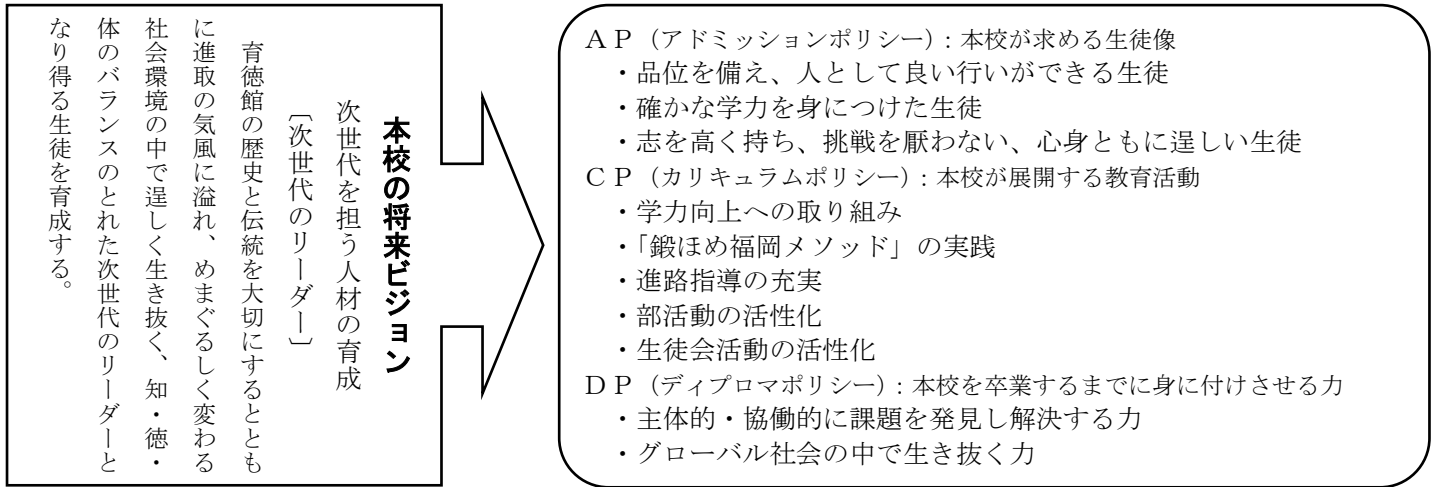 本校の将来ビジョン
次世代を担う人材の育成
〔次世代のリーダー〕
育徳館の歴史と伝統を大切にするととも
に進取の気風に溢れ、めまぐるしく変わる
社会環境の中で逞しく生き抜く、知・徳・
体のバランスのとれた次世代のリーダーと
なり得る生徒を育成する。
ＡＰ（アドミッションポリシー）：本校が求める生徒像
・品位を備え、人として良い行いができる生徒
・確かな学力を身につけた生徒
・志を高く持ち、挑戦を厭わない、心身ともに逞しい生徒
ＣＰ（カリキュラムポリシー）：本校が展開する教育活動
・学力向上への取り組み
・「鍛ほめ福岡メソッド」の実践
・進路指導の充実
・部活動の活性化
・生徒会活動の活性化
ＤＰ（ディプロマポリシー）：本校を卒業するまでに身に付けさせる力
・主体的・協働的に課題を発見し解決する力
・グローバル社会の中で生き抜く力